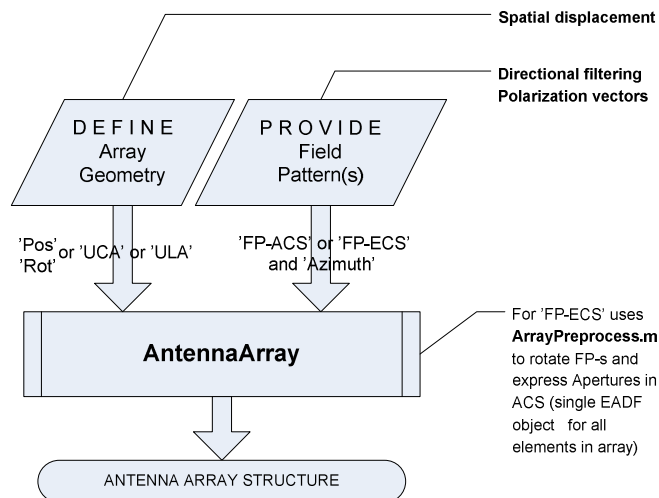 Spatial displacement
Directional filtering
Polarization vectors
D E F I N E
Array
Geometry
P R O V I D E
Field
Pattern(s)
'Pos'
'Rot'
or 'UCA' or 'ULA'
'FP-ACS' or 'FP-ECS'
and 'Azimuth'
AntennaArray
For 'FP-ECS' uses
ArrayPreprocess.m
to rotate FP-s and
express Apertures in
ACS (single EADF
object for all
elements in array)
ANTENNA ARRAY STRUCTURE